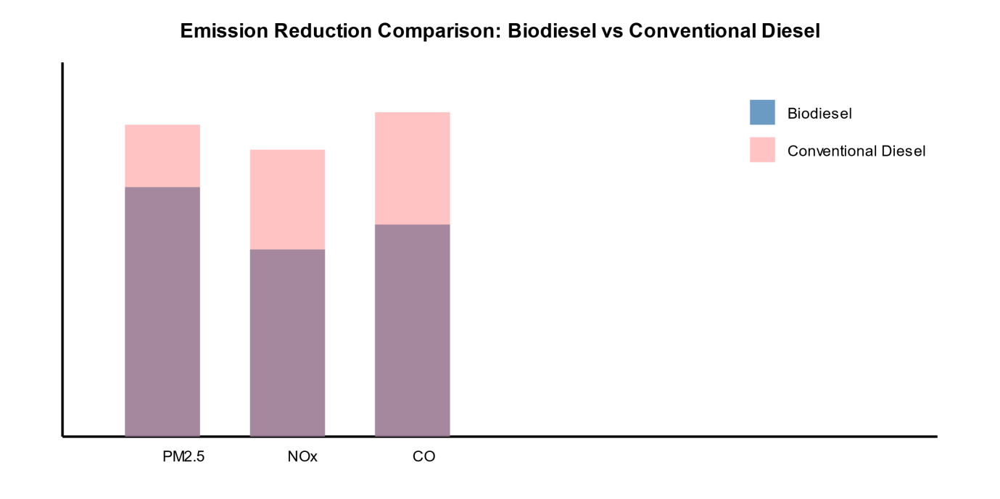 Emission Reduction Comparison: Biodiesel vs Conventional Diesel
Biodiesel
Conventional Diesel
PM2.5 NOx CO